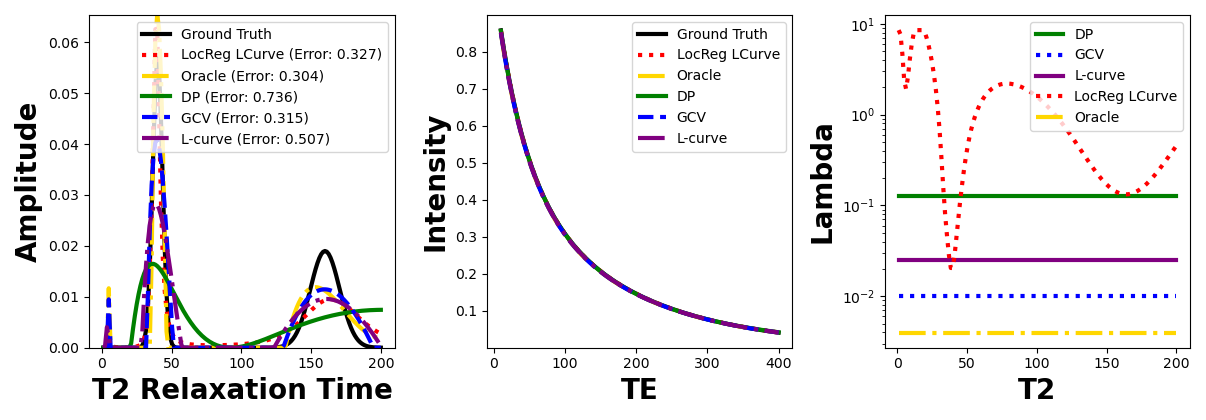 Amplitude
0.06
0.05
0.04
0.03
0.02
0.01
0.00
Ground Truth
LocReg LCurve (Error: 0.327)
Oracle (Error: 0.304)
DP (Error: 0.736)
GCV (Error: 0.315)
L-curve (Error: 0.507)
0 50 100 150 200
T2 Relaxation Time
Intensity
0.8
0.7
0.6
0.5
0.4
0.3
0.2
0.1
Ground Truth
LocReg LCurve
Oracle
DP
GCV
L-curve
0 100 200 300 400
TE
Lambda
10¹
10⁰
10⁻¹
10⁻²
DP
GCV
L-curve
LocReg LCurve
Oracle
0 50 100 150 200
T2